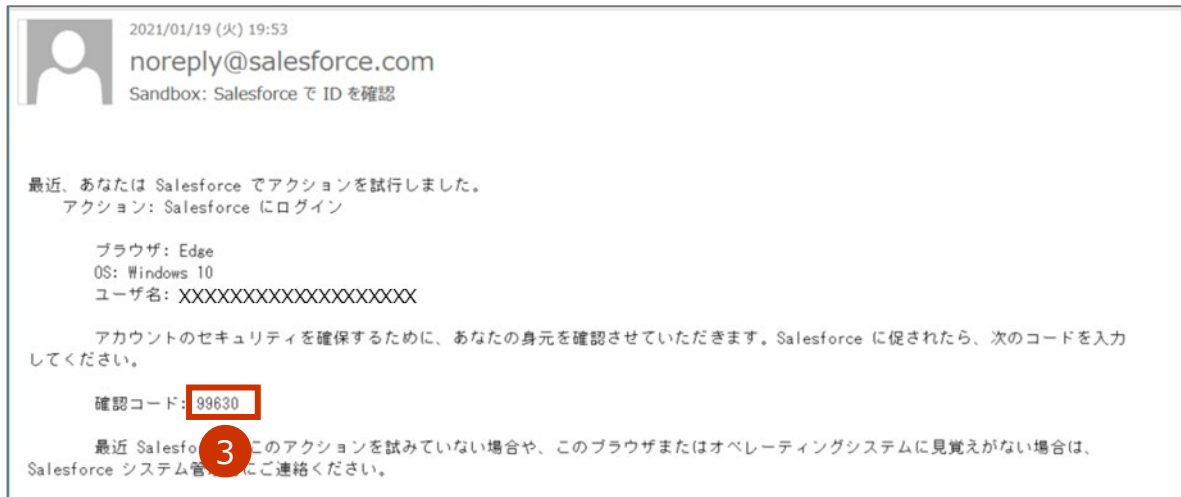 2021/01/19 (火) 19:53
noreply@salesforce.com
Sandbox: Salesforce で ID を確認
最近、あなたは Salesforce でアクションを試行しました。
アクション: Salesforce にログイン
ブラウザ: Edge
OS: Windows 10
ユーザ名: XXXXXXXXXXXXXXXXXXX
アカウントのセキュリティを確保するために、あなたの身元を確認させていただきます。Salesforce に促されたら、次のコードを入力
してください。
確認コード: 99630
最近 Salesfo
3
このアクションを試みていない場合や、このブラウザまたはオペレーティングシステムに見覚えがない場合は、
Salesforce システム管
にご連絡ください。